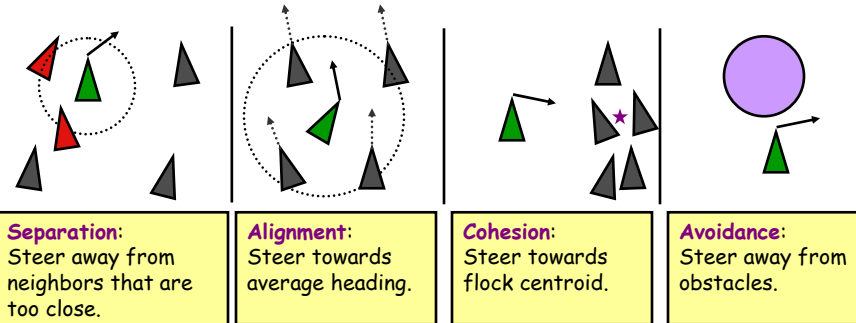 Separation:
Steer away from
neighbors that are
too close.
Alignment:
Steer towards
average heading.
Cohesion:
Steer towards
flock centroid.
Avoidance:
Steer away from
obstacles.